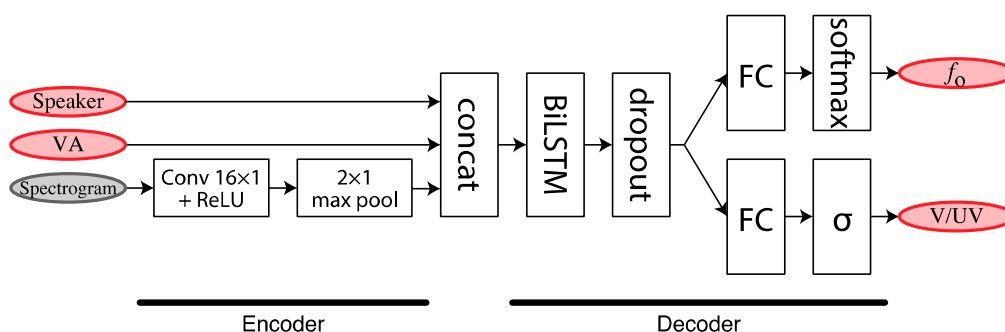 Speaker
VA
Spectrogram
Conv 16×1
+ ReLU
2×1
max pool
concat
BiLSTM
dropout
FC
softmax
fo
FC
σ
V/UV
Encoder
Decoder